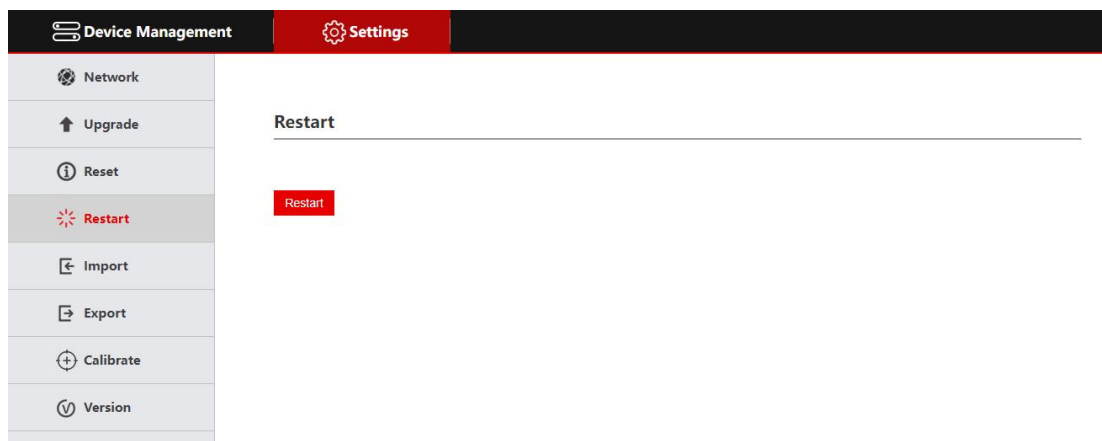 Device Management
Settings
Network
Upgrade
Reset
Restart
Import
Export
Calibrate
Version
Restart
Restart